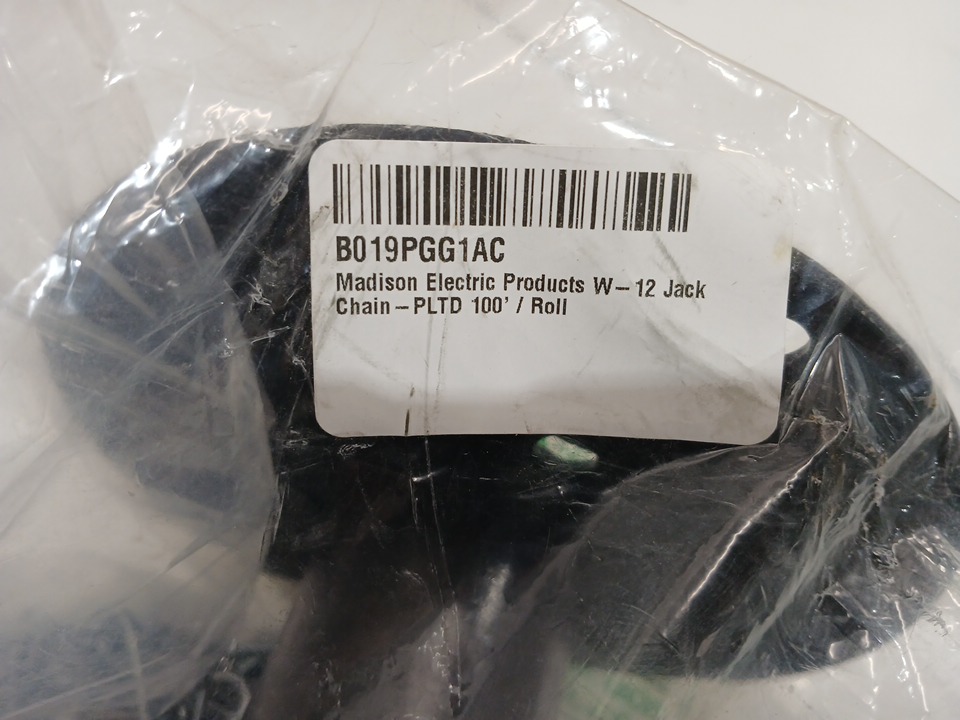 B019PGG1AC
Madison Electric Products W-12 Jack
Chain-PLTD 100' / Roll